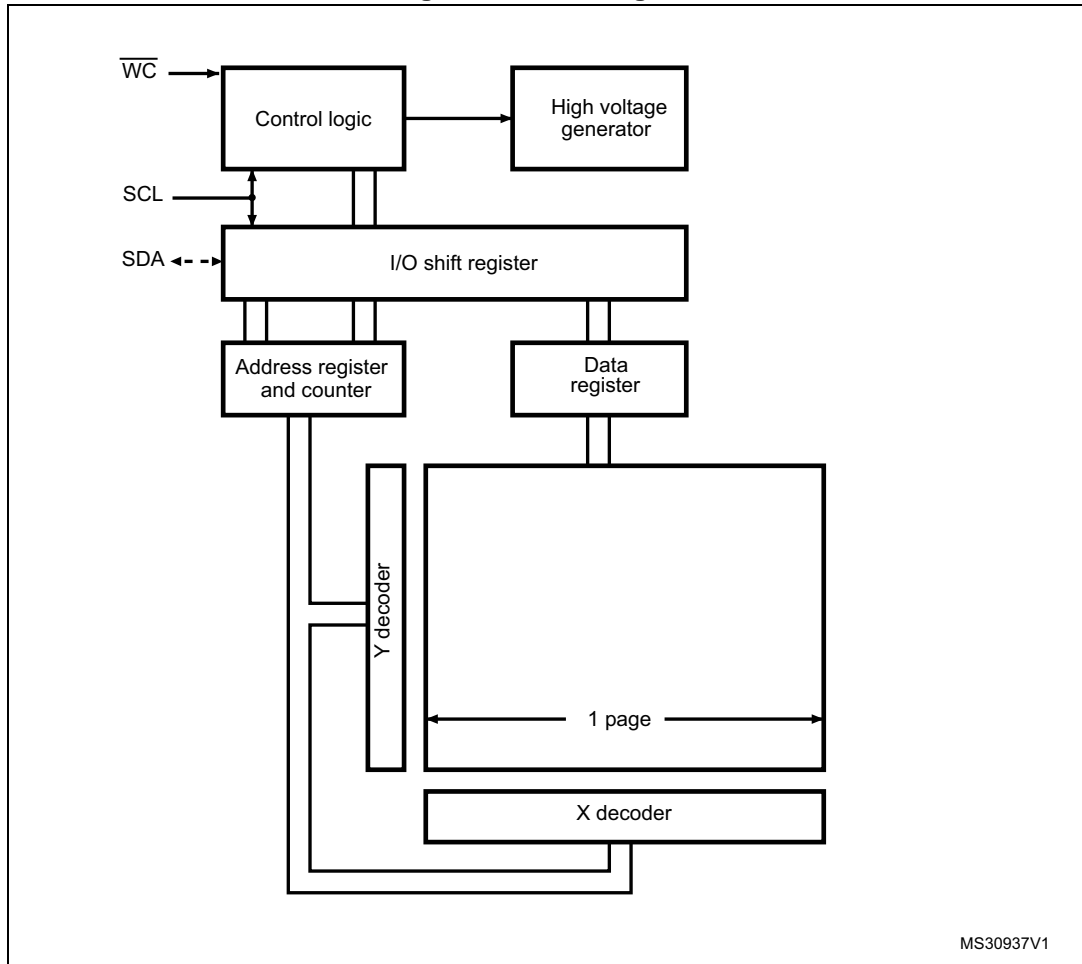 W̅C̅
Control logic
High voltage
generator
SCL
SDA
I/O shift register
Address register
and counter
Data
register
Y decoder
1 page
X decoder
MS30937V1